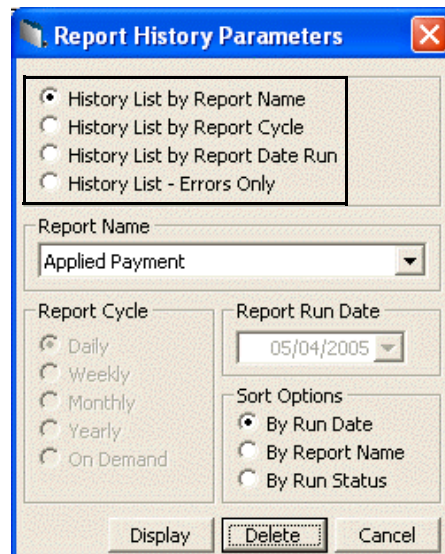 Report History Parameters
History List by Report Name
History List by Report Cycle
History List by Report Date Run
History List - Errors Only
Report Name
Applied Payment
Report Cycle
Daily
Weekly
Monthly
Yearly
On Demand
Report Run Date
05/04/2005
Sort Options
By Run Date
By Report Name
By Run Status
Display Delete Cancel